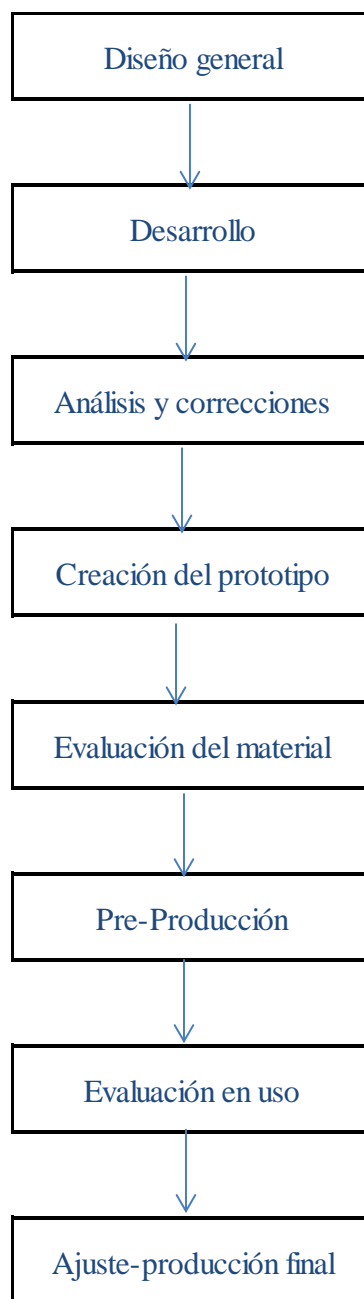 Diseño general
Desarrollo
Análisis y correcciones
Creación del prototipo
Evaluación del material
Pre-Producción
Evaluación en uso
Ajuste-producción final